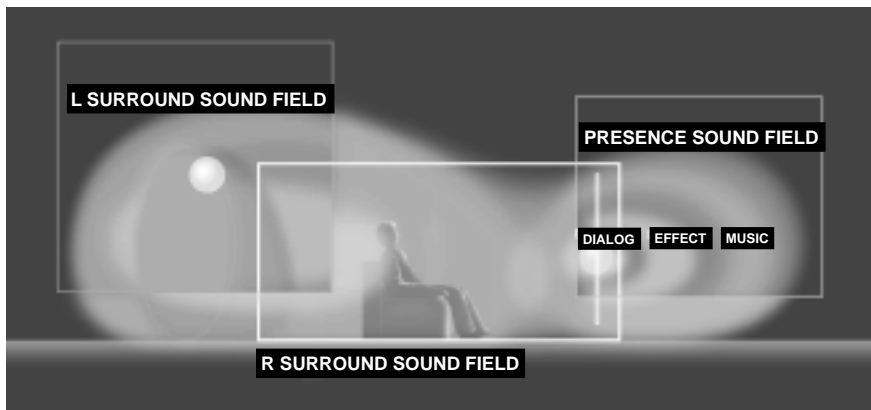 L SURROUND SOUND FIELD
PRESENCE SOUND FIELD
DIALOG EFFECT MUSIC
R SURROUND SOUND FIELD